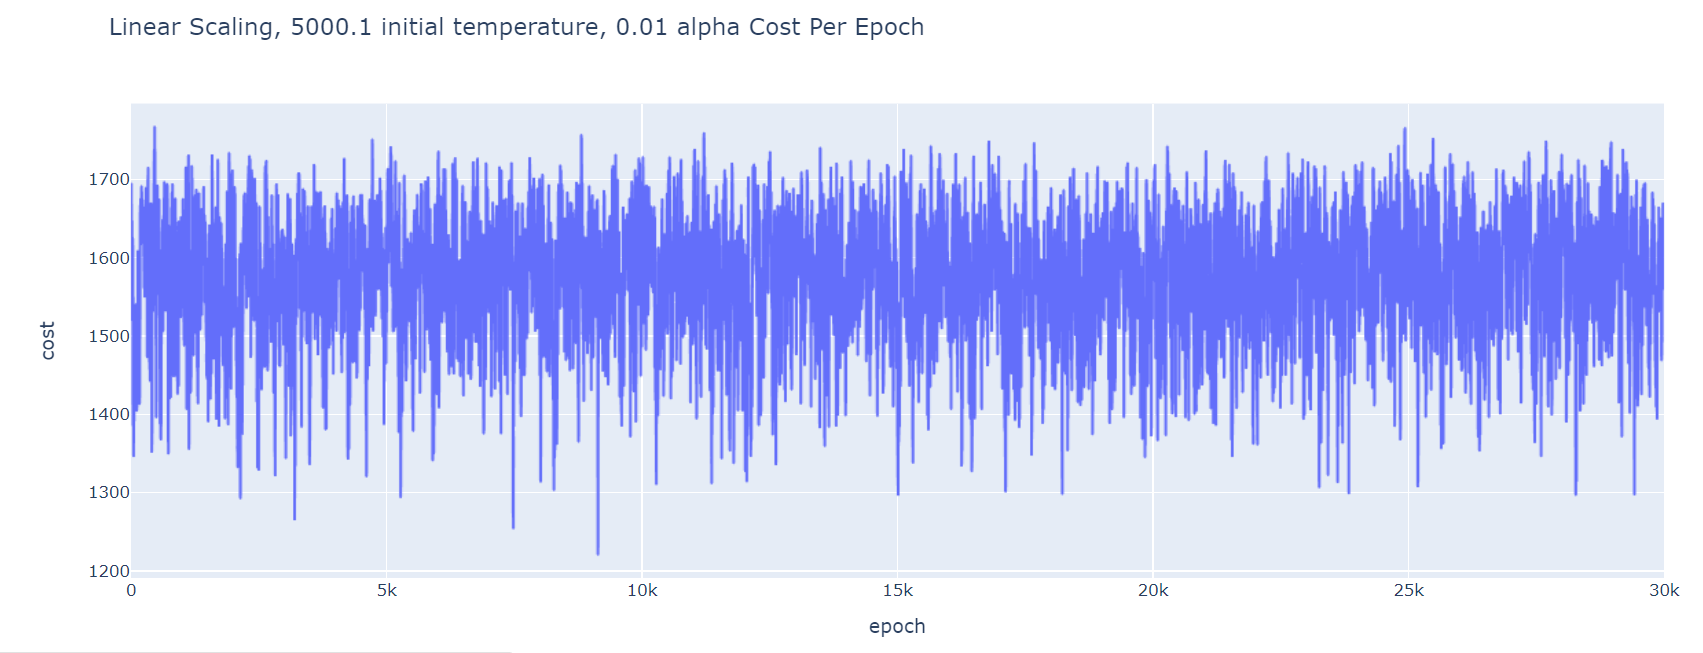 Linear Scaling, 5000.1 initial temperature, 0.01 alpha Cost Per Epoch
1700
1600
1500
1400
1300
1200
cost
0 5k 10k 15k 20k 25k 30k
epoch